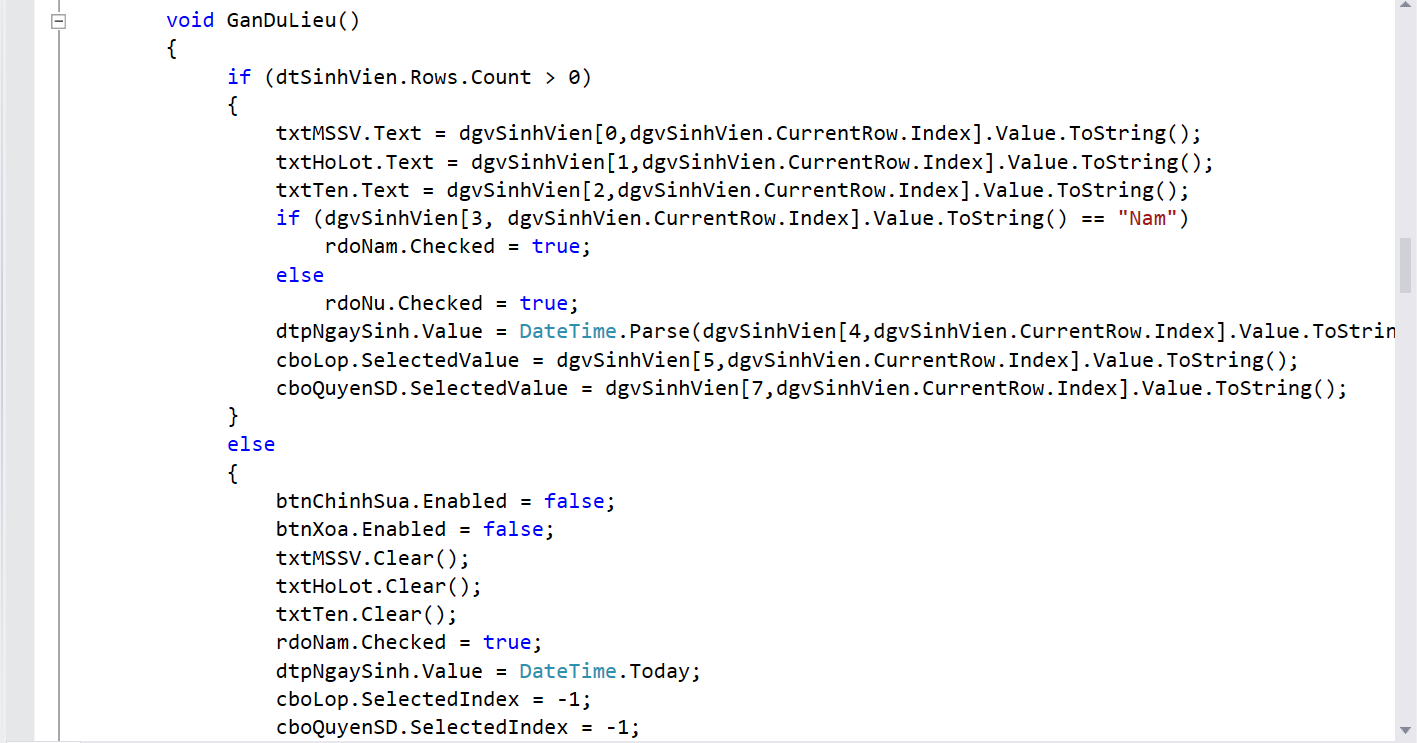 void GanDuLieu()
{
if (dtSinhVien.Rows.Count > 0)
{
txtMSSV.Text = dgvSinhVien[0,dgvSinhVien.CurrentRow.Index].Value.ToString();
txtHoLot.Text = dgvSinhVien[1,dgvSinhVien.CurrentRow.Index].Value.ToString();
txtTen.Text = dgvSinhVien[2,dgvSinhVien.CurrentRow.Index].Value.ToString();
if (dgvSinhVien[3, dgvSinhVien.CurrentRow.Index].Value.ToString() == "Nam")
rdoNam.Checked = true;
else
rdoNu.Checked = true;
dtpNgaySinh.Value = DateTime.Parse(dgvSinhVien[4,dgvSinhVien.CurrentRow.Index].Value.ToStrin
cboLop.SelectedValue = dgvSinhVien[5,dgvSinhVien.CurrentRow.Index].Value.ToString();
cboQuyenSD.SelectedValue = dgvSinhVien[7,dgvSinhVien.CurrentRow.Index].Value.ToString();
}
else
{
btnChinhSua.Enabled = false;
btnXoa.Enabled = false;
txtMSSV.Clear();
txtHoLot.Clear();
txtTen.Clear();
rdoNam.Checked = true;
dtpNgaySinh.Value = DateTime.Today;
cboLop.SelectedIndex = -1;
cboQuyenSD.SelectedIndex = -1;